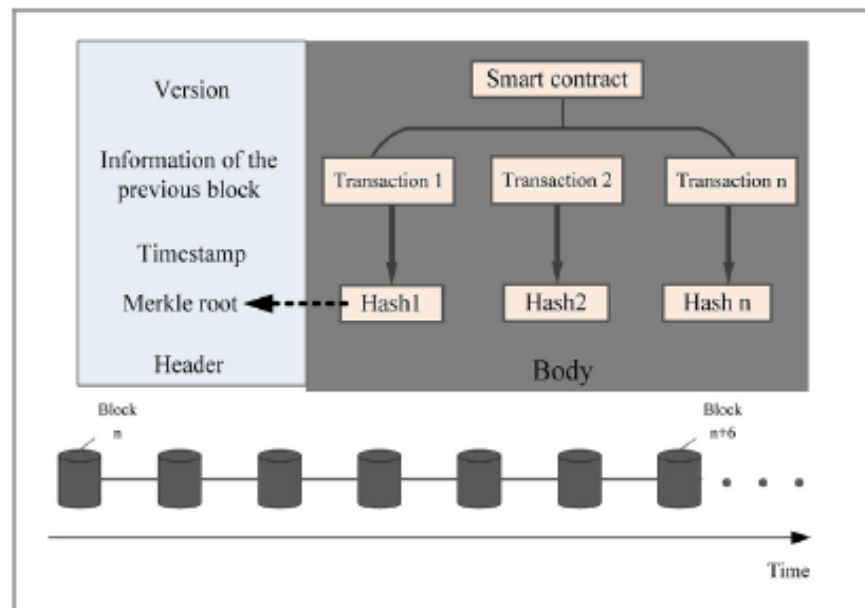 Version
Information of the
previous block
Timestamp
Merkle root
Header
Smart contract
Transaction 1
Transaction 2
Transaction n
Hash1
Hash2
Hash n
Body
Block
n
Block
n+6
Time